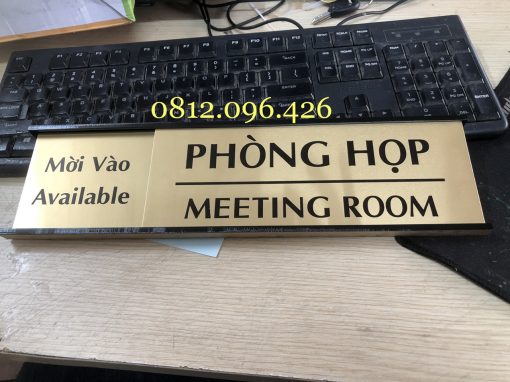 0812.096.426
Mời Vào
Available
PHÒNG HỌP
MEETING ROOM